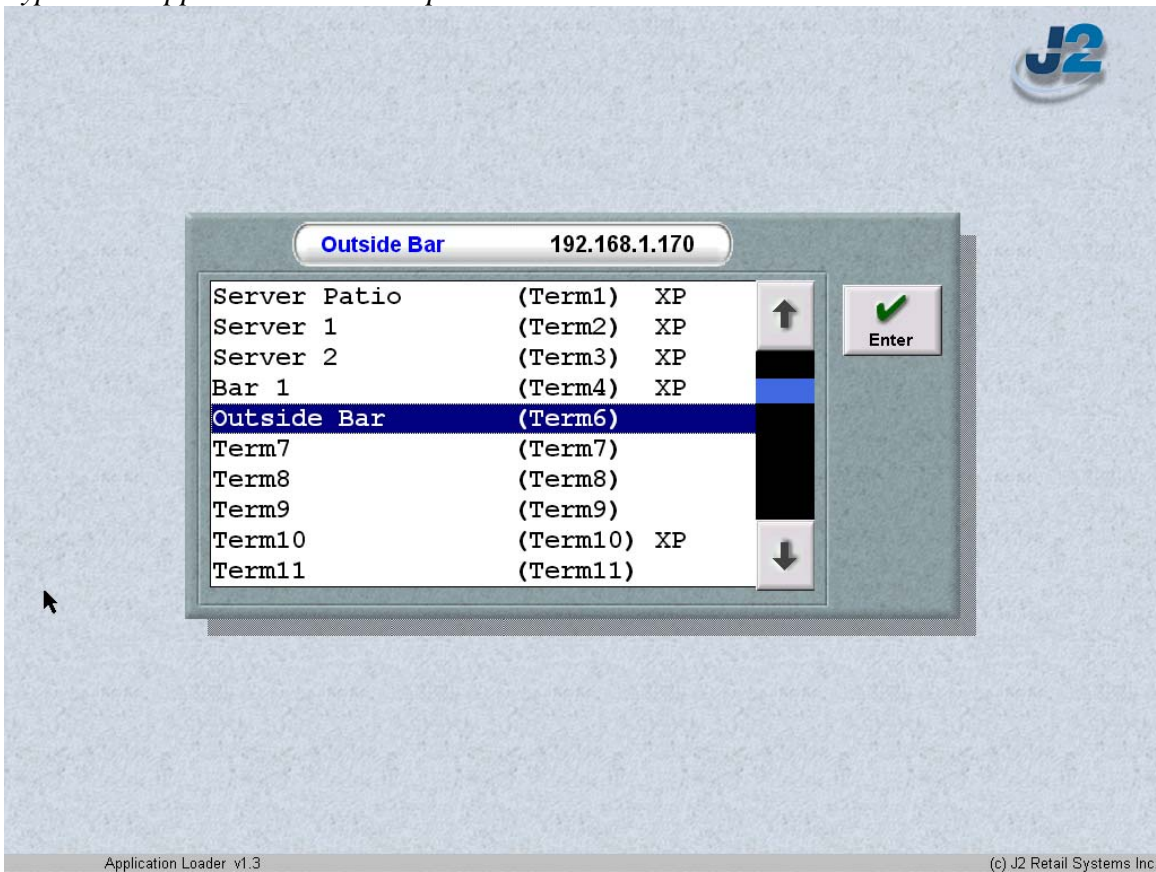 J2
Outside Bar 192.168.1.170
Server Patio (Term1) XP
Server 1 (Term2) XP
Server 2 (Term3) XP
Bar 1 (Term4) XP
Outside Bar (Term6)
Term7 (Term7)
Term8 (Term8)
Term9 (Term9)
Term10 (Term10) XP
Term11 (Term11)
Enter
Application Loader v1.3 (c) J2 Retail Systems Inc